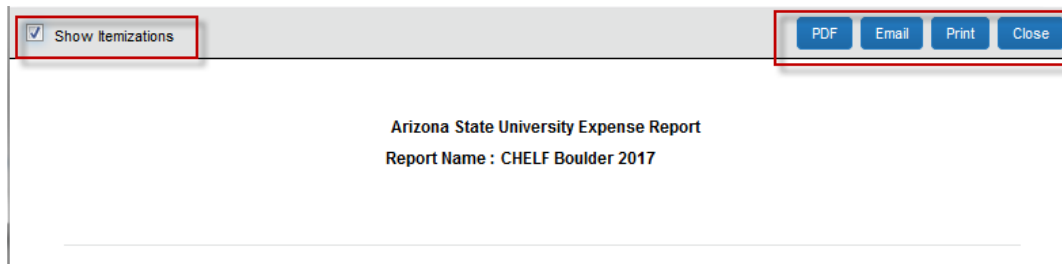 Show Itemizations PDF Email Print Close
Arizona State University Expense Report
Report Name : CHELF Boulder 2017